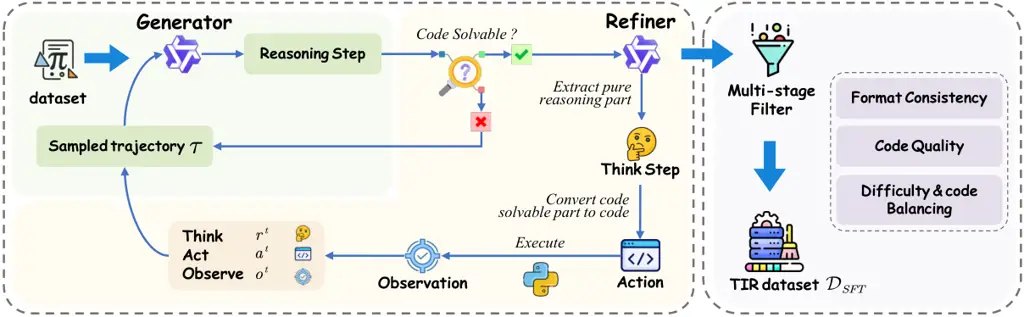 Generator
dataset
Reasoning Step
Sampled trajectory 𝒯
Code Solvable ?
Refiner
Extract pure
reasoning part
Think Step
Convert code
solvable part to code
Action
Execute
Observation
Think r^t
Act a^t
Observe o^t
Multi-stage
Filter
TIR dataset 𝒟_SFT
Format Consistency
Code Quality
Difficulty & code
Balancing